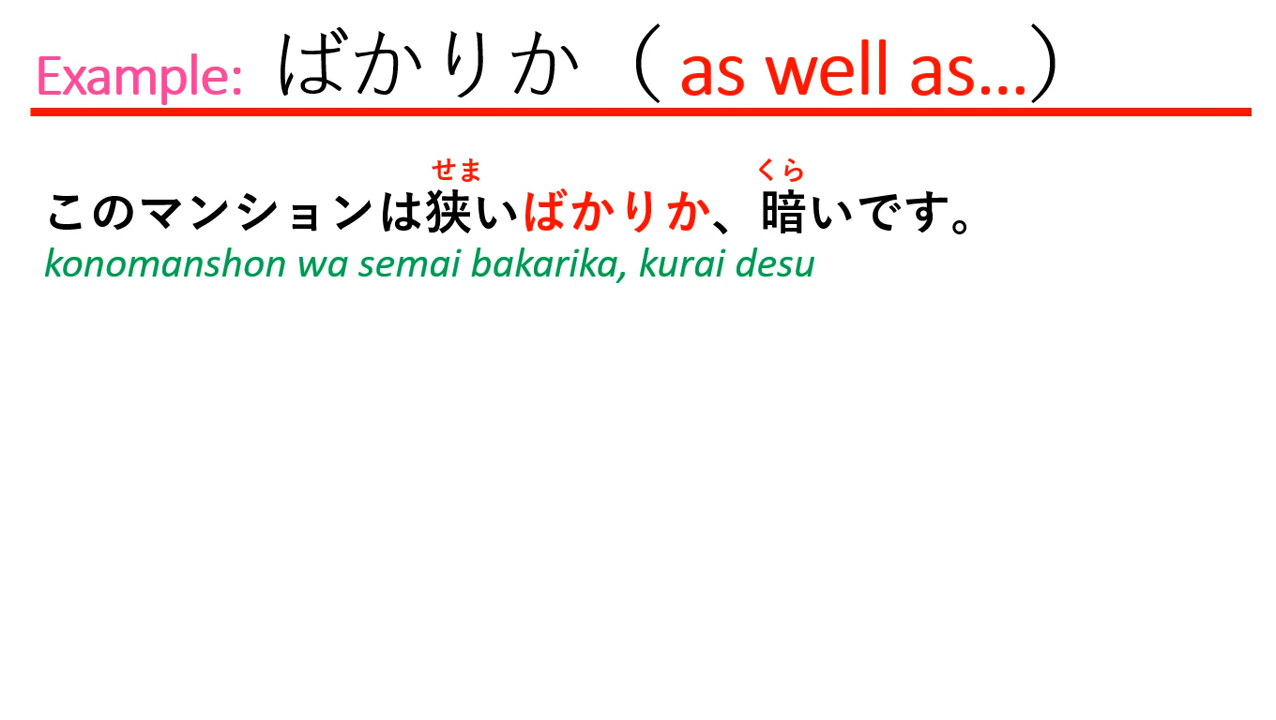 Example: ばかりか（as well as...）
せま くら
このマンションは狭いばかりか、暗いです。
konomanshon wa semai bakarika, kurai desu